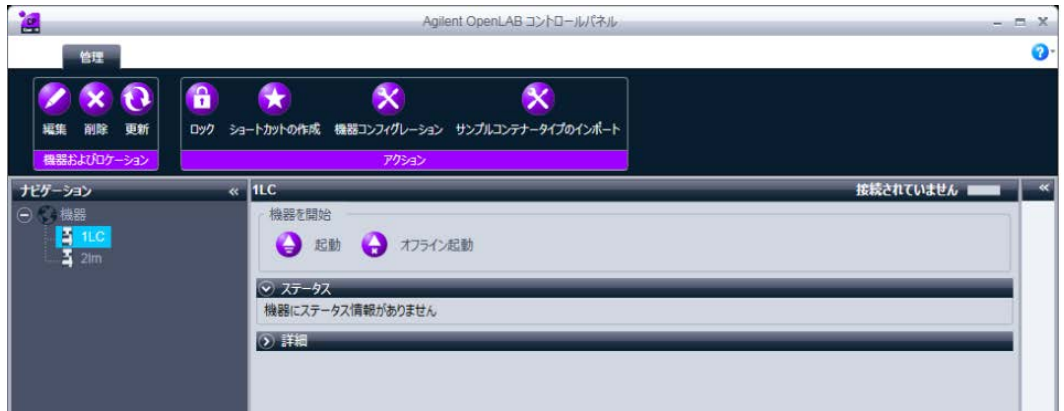 Agilent OpenLAB コントロールパネル
管理
編集 削除 更新 ロック ショートカットの作成 機器コンフィグレーション サンプルコンテナータイプのインポート
機器およびロケーション アクション
ナビゲーション
機器
1LC
2lm
1LC 接続されていません
機器を開始
起動 オフライン起動
ステータス
機器にステータス情報がありません
詳細